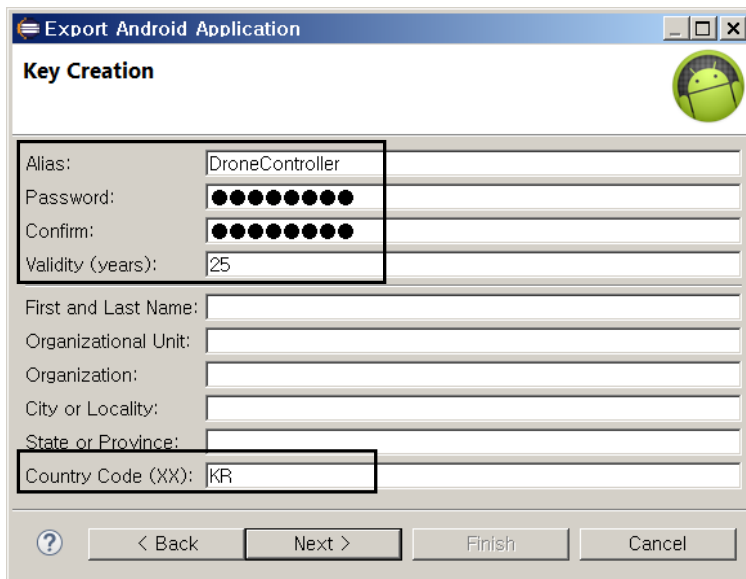 Export Android Application
Key Creation
Alias: DroneController
Password: ●●●●●●●●
Confirm: ●●●●●●●●
Validity (years): 25
First and Last Name:
Organizational Unit:
Organization:
City or Locality:
State or Province:
Country Code (XX): KR
? < Back Next > Finish Cancel